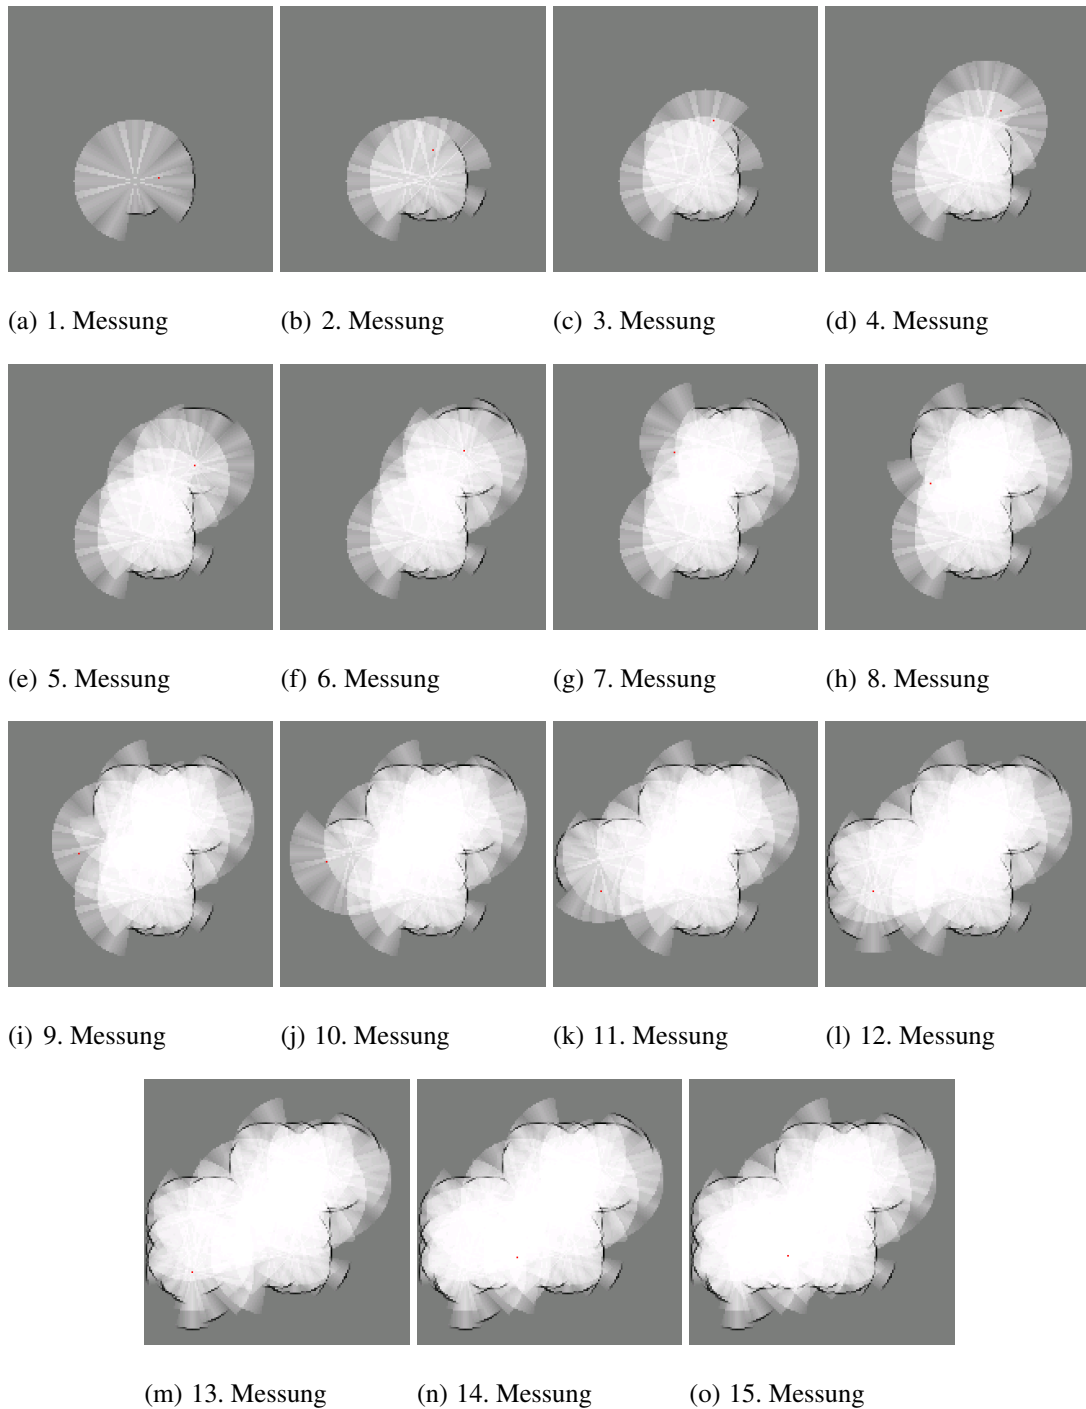 (a) 1. Messung (b) 2. Messung (c) 3. Messung (d) 4. Messung
(e) 5. Messung (f) 6. Messung (g) 7. Messung (h) 8. Messung
(i) 9. Messung (j) 10. Messung (k) 11. Messung (l) 12. Messung
(m) 13. Messung (n) 14. Messung (o) 15. Messung